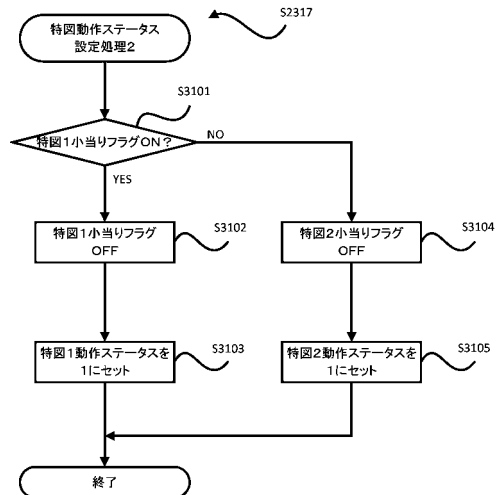 特図動作ステータス
設定処理2
S2317
S3101
特図1小当りフラグON?
NO
YES
特図1小当りフラグ
OFF
S3102
特図2小当りフラグ
OFF
S3104
特図1動作ステータスを
1にセット
S3103
特図2動作ステータスを
1にセット
S3105
終了